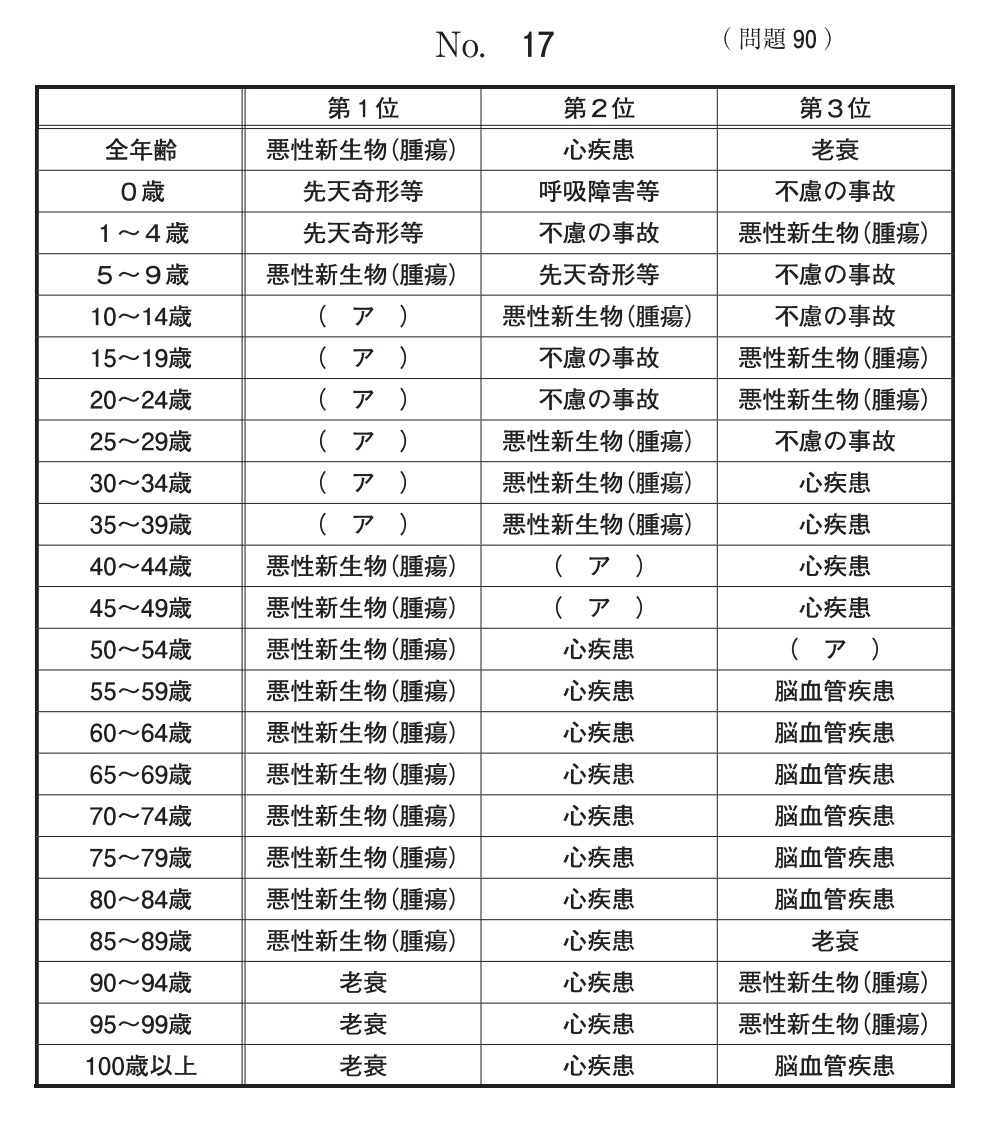 No. 17 （問題 90）
第１位 第２位 第３位
全年齢 悪性新生物（腫瘍） 心疾患 老衰
０歳 先天奇形等 呼吸障害等 不慮の事故
１～４歳 先天奇形等 不慮の事故 悪性新生物（腫瘍）
５～９歳 悪性新生物（腫瘍） 先天奇形等 不慮の事故
10～14歳 （　ア　） 悪性新生物（腫瘍） 不慮の事故
15～19歳 （　ア　） 不慮の事故 悪性新生物（腫瘍）
20～24歳 （　ア　） 不慮の事故 悪性新生物（腫瘍）
25～29歳 （　ア　） 悪性新生物（腫瘍） 不慮の事故
30～34歳 （　ア　） 悪性新生物（腫瘍） 心疾患
35～39歳 （　ア　） 悪性新生物（腫瘍） 心疾患
40～44歳 悪性新生物（腫瘍） （　ア　） 心疾患
45～49歳 悪性新生物（腫瘍） （　ア　） 心疾患
50～54歳 悪性新生物（腫瘍） 心疾患 （　ア　）
55～59歳 悪性新生物（腫瘍） 心疾患 脳血管疾患
60～64歳 悪性新生物（腫瘍） 心疾患 脳血管疾患
65～69歳 悪性新生物（腫瘍） 心疾患 脳血管疾患
70～74歳 悪性新生物（腫瘍） 心疾患 脳血管疾患
75～79歳 悪性新生物（腫瘍） 心疾患 脳血管疾患
80～84歳 悪性新生物（腫瘍） 心疾患 脳血管疾患
85～89歳 悪性新生物（腫瘍） 心疾患 老衰
90～94歳 老衰 心疾患 悪性新生物（腫瘍）
95～99歳 老衰 心疾患 悪性新生物（腫瘍）
100歳以上 老衰 心疾患 脳血管疾患